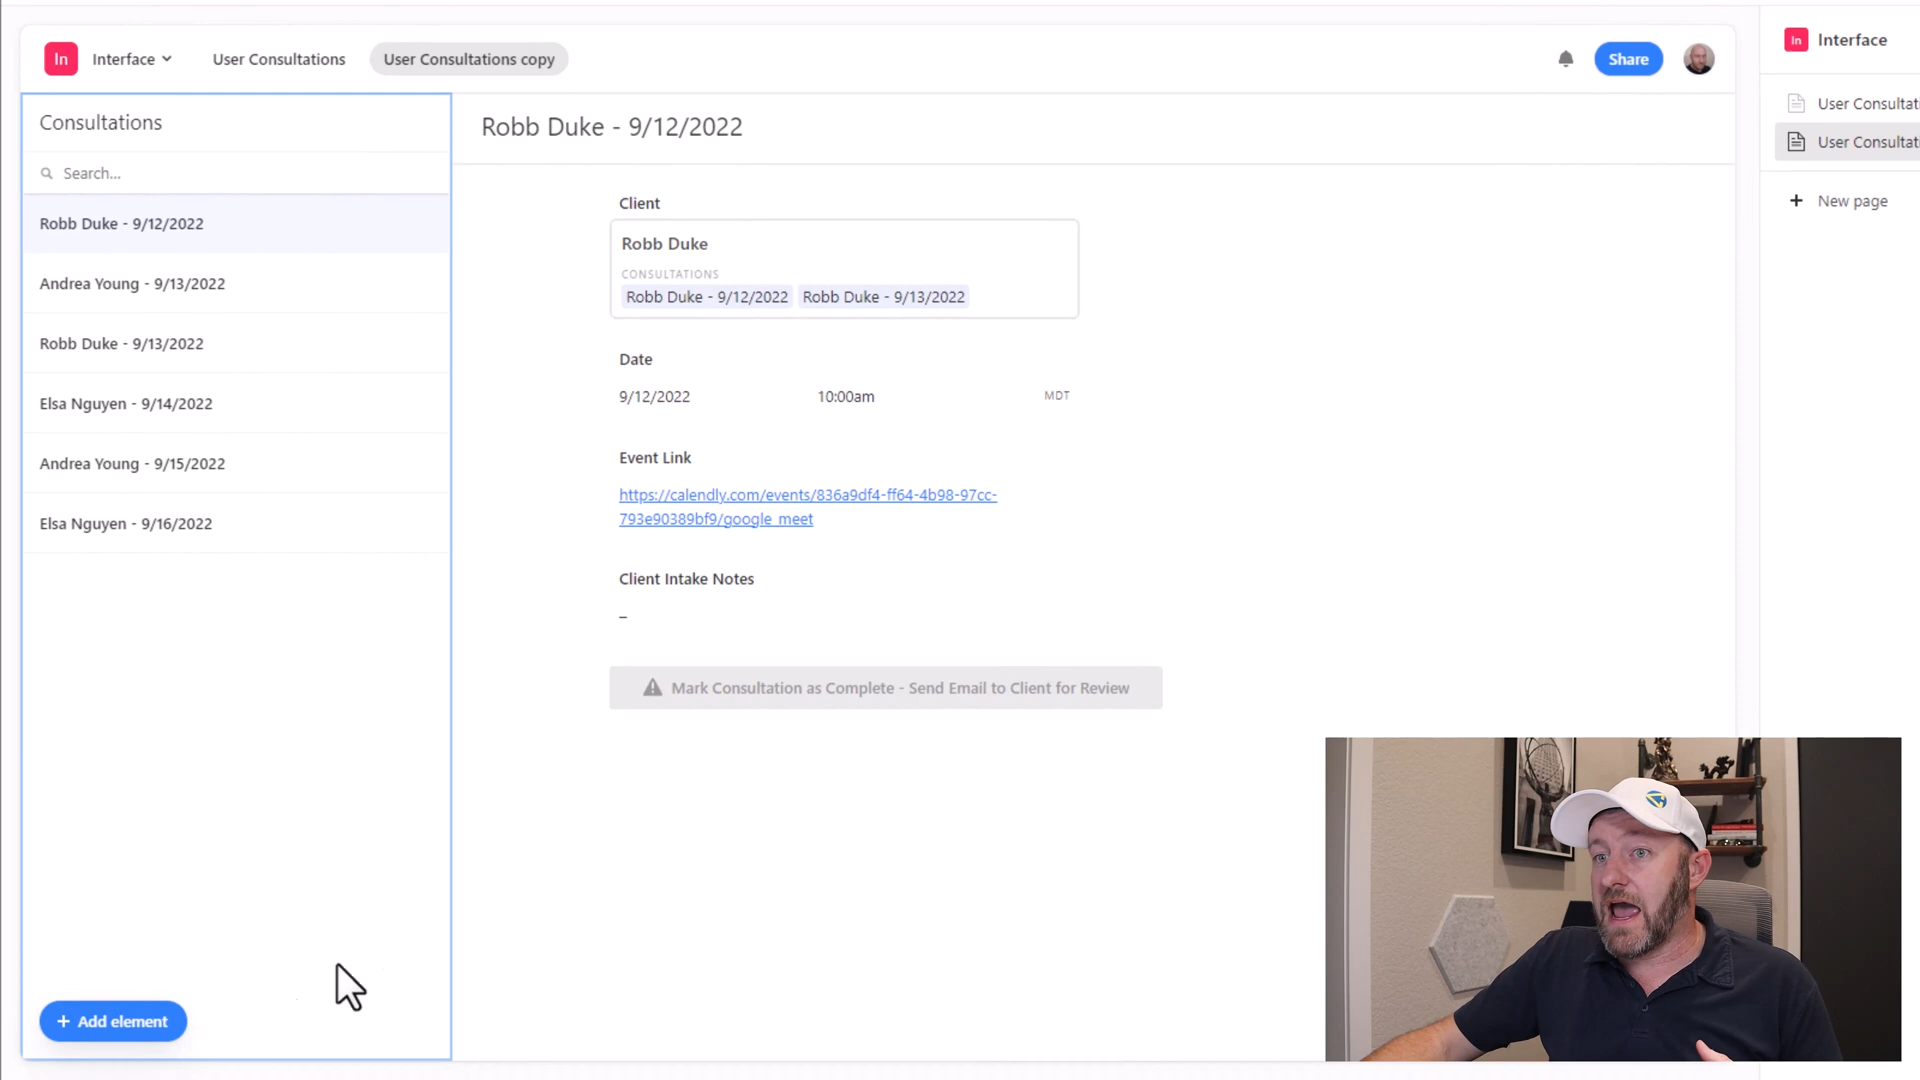 In Interface User Consultations User Consultations copy Share
In Interface
Consultations
Search...
Robb Duke - 9/12/2022
Andrea Young - 9/13/2022
Robb Duke - 9/13/2022
Elsa Nguyen - 9/14/2022
Andrea Young - 9/15/2022
Elsa Nguyen - 9/16/2022
+ Add element
Robb Duke - 9/12/2022
Client
Robb Duke
CONSULTATIONS
Robb Duke - 9/12/2022 Robb Duke - 9/13/2022
Date
9/12/2022 10:00am MDT
Event Link
https://calendly.com/events/836a9df4-ff64-4b98-97cc-
793e90389bf9/google_meet
Client Intake Notes
–
Mark Consultation as Complete - Send Email to Client for Review
User Consultati
User Consultati
+ New page